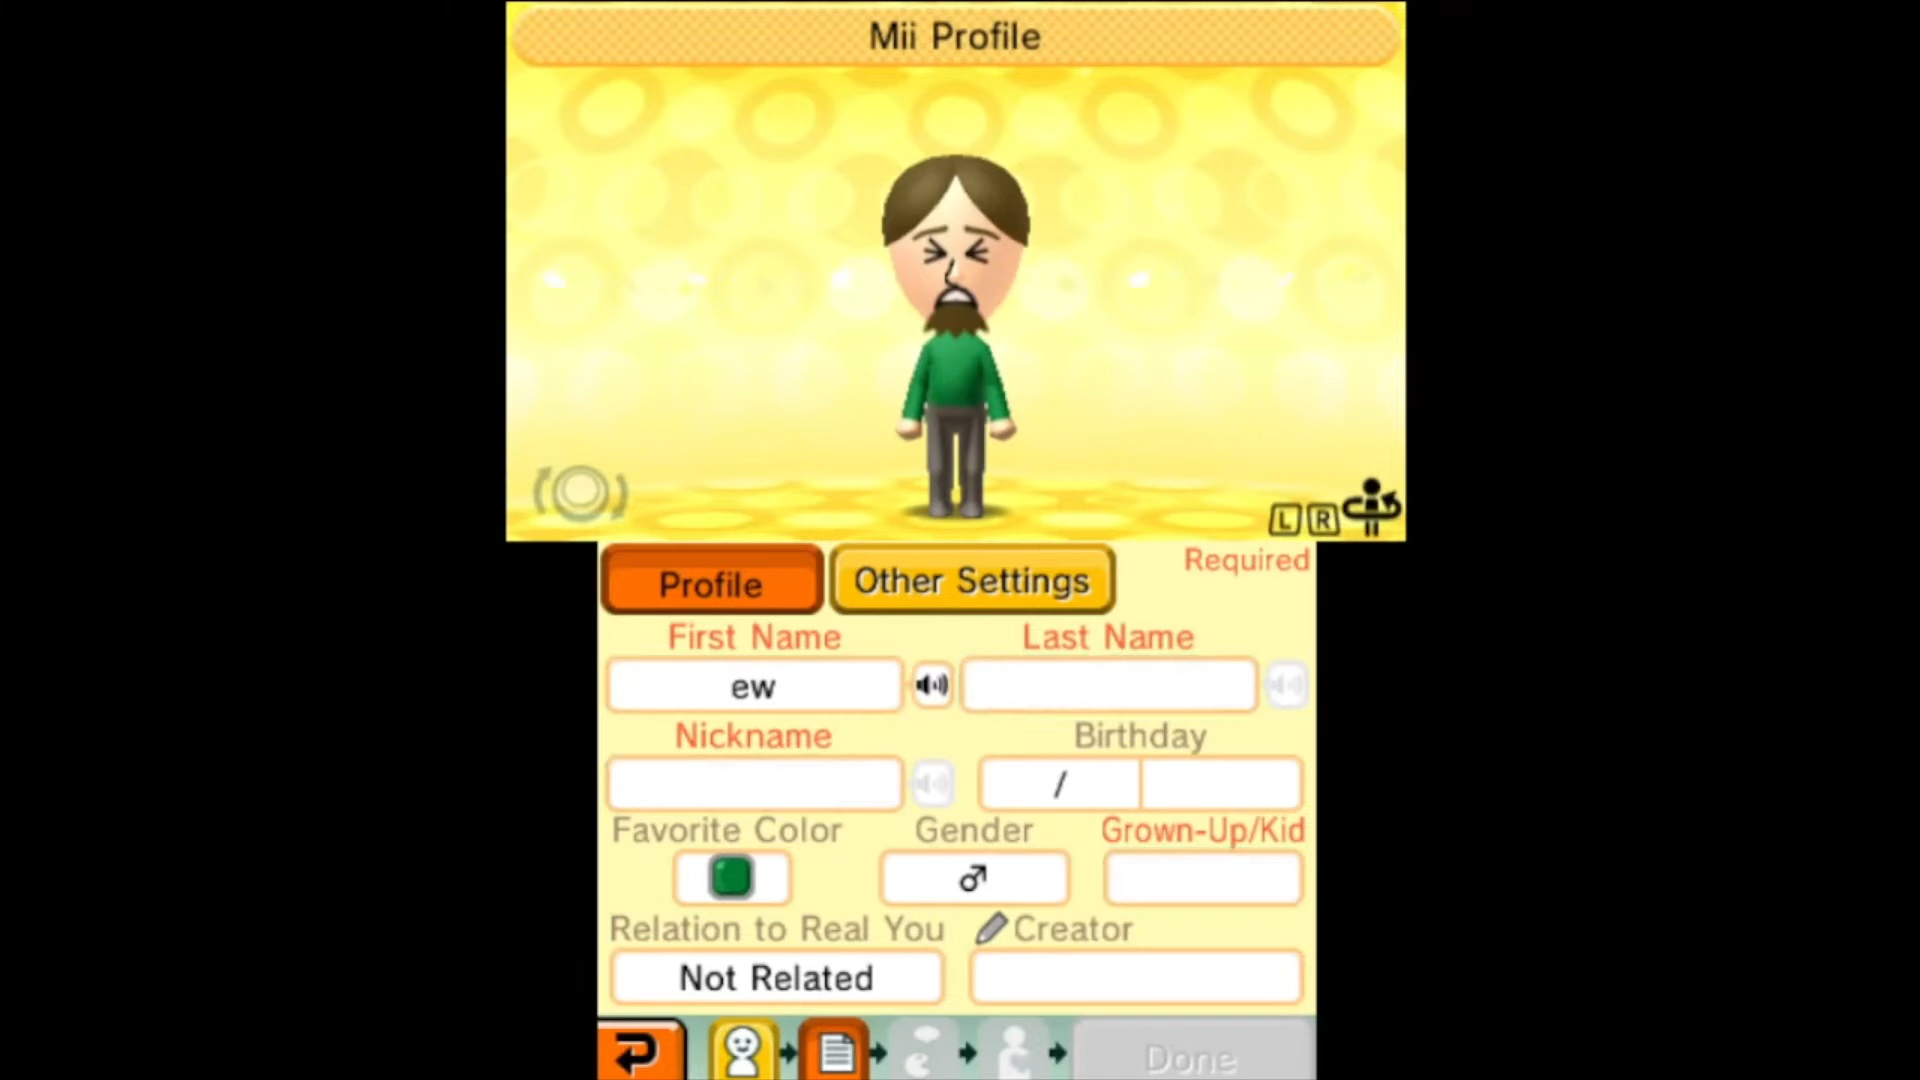 Mii Profile
L R
Profile
Other Settings
Required
First Name
Last Name
ew
Nickname
Birthday
/
Favorite Color
Gender
Grown-Up/Kid
♂
Relation to Real You
Creator
Not Related
Done